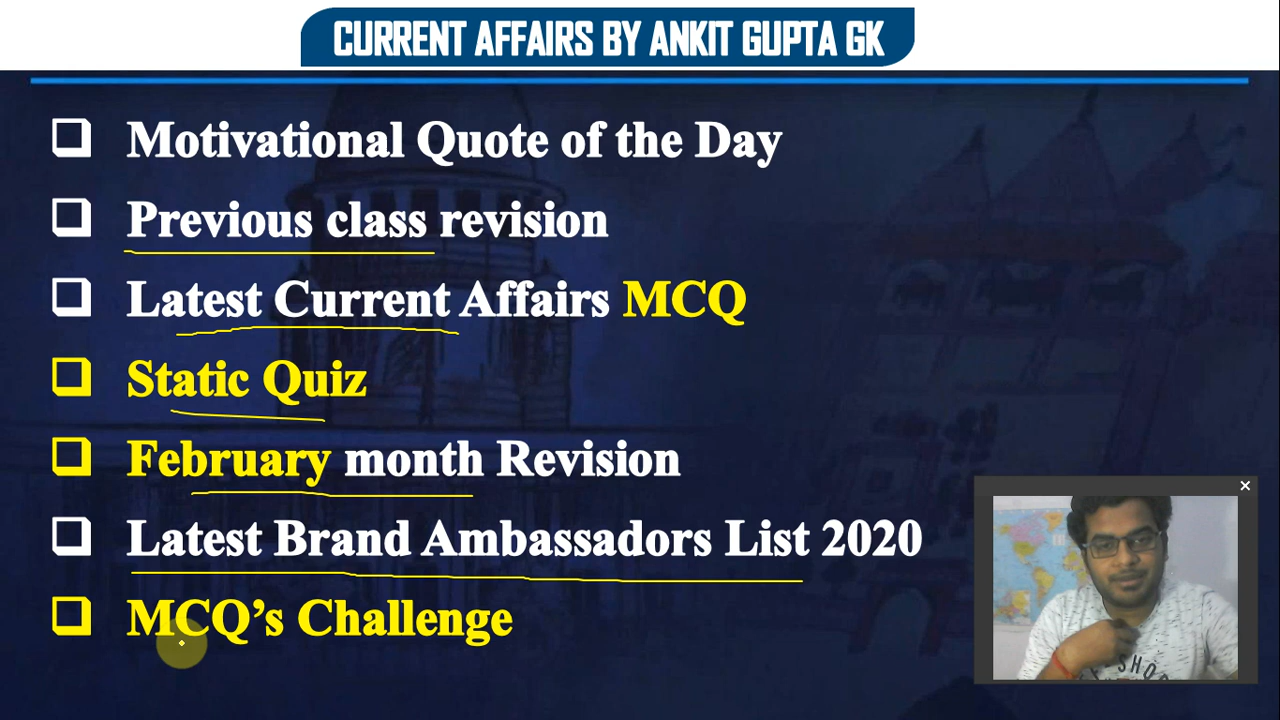 CURRENT AFFAIRS BY ANKIT GUPTA GK
Motivational Quote of the Day
Previous class revision
Latest Current Affairs MCQ
Static Quiz
February month Revision
Latest Brand Ambassadors List 2020
MCQ’s Challenge